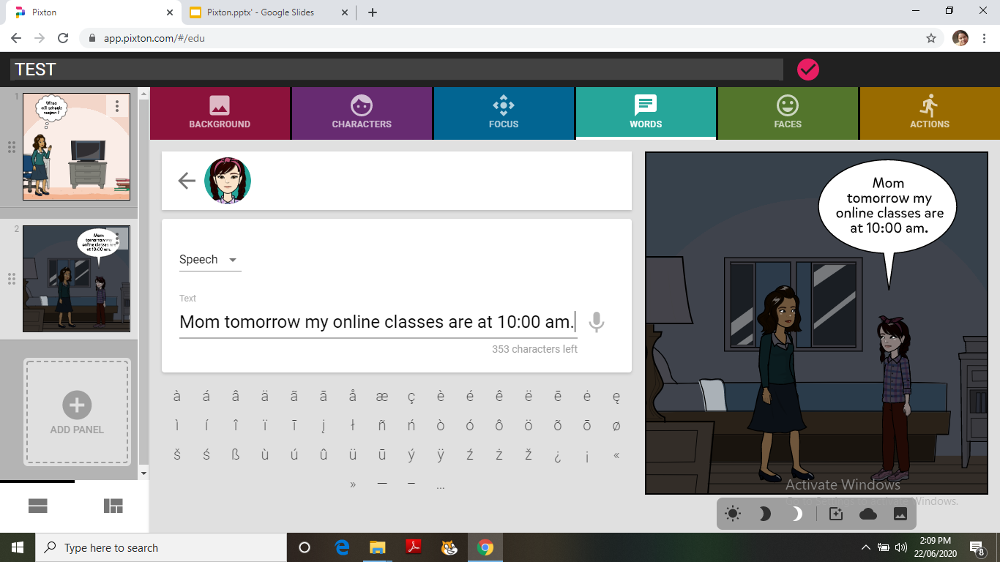 Pixton
Pixton.pptx' - Google Slides
app.pixton.com/#/edu
TEST
BACKGROUND
CHARACTERS
FOCUS
WORDS
FACES
ACTIONS
1
When
will schools
reopen?
2
Mom
tomorrow my
online classes are
at 10:00 am.
ADD PANEL
Speech
Text
Mom tomorrow my online classes are at 10:00 am.
353 characters left
à á â ä ã ā å æ ç è é ê ë ē ė ę
ì í î ï ī į ł ñ ń ò ó ô ö õ ō ø
š ś ß ù ú û ü ū ý ÿ ź ż ž ¿ ¡ «
» — – ...
Mom
tomorrow my
online classes are
at 10:00 am.
Activate Windows
Windows.
Type here to search
2:09 PM
22/06/2020
8